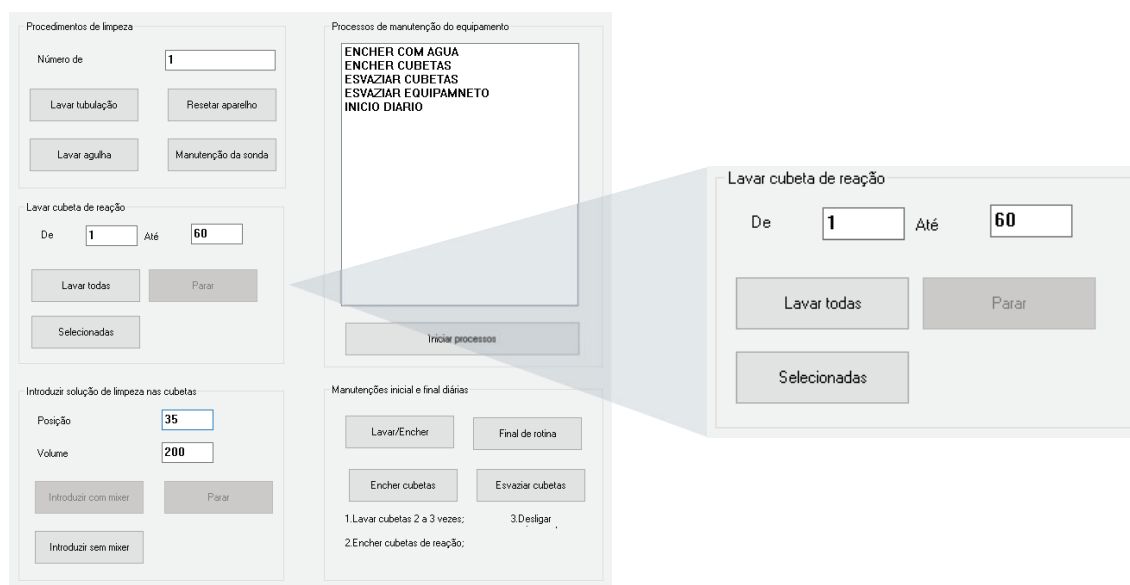 Procedimentos de limpeza
Número de 1
Lavar tubulação Resetar aparelho
Lavar agulha Manutenção da sonda
Lavar cubeta de reação
De 1 Até 60
Lavar todas Parar
Selecionadas
Introduzir solução de limpeza nas cubetas
Posição 35
Volume 200
Introduzir com mixer Parar
Introduzir sem mixer
Processos de manutenção do equipamento
ENCHER COM AGUA
ENCHER CUBETAS
ESVAZIAR CUBETAS
ESVAZIAR EQUIPAMNETO
INICIO DIARIO
Iniciar processos
Manutenções inicial e final diárias
Lavar/Encher Final de rotina
Encher cubetas Esvaziar cubetas
1.Lavar cubetas 2 a 3 vezes; 3.Desligar
2.Encher cubetas de reação;
Lavar cubeta de reação
De 1 Até 60
Lavar todas Parar
Selecionadas